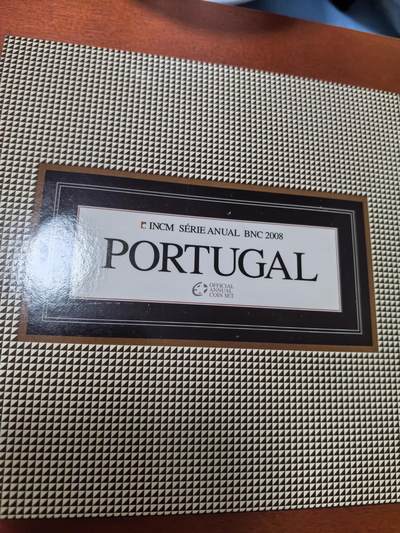 INCM SÉRIE ANUAL BNC 2008
PORTUGAL
OFFICIAL
ANNUAL
COIN SET